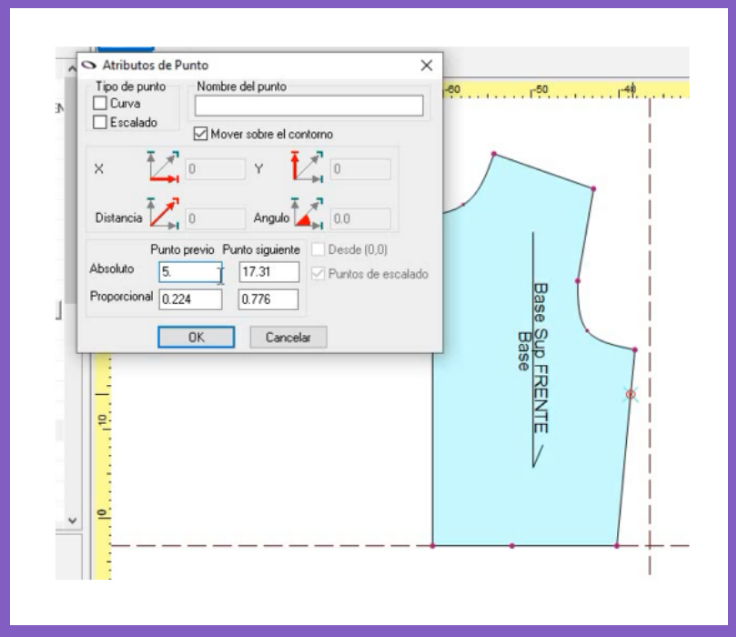 Atributos de Punto
Tipo de punto
Nombre del punto
Curva
Escalado
Mover sobre el contorno
X
0
Y
0
Distancia
0
Angulo
0.0
Punto previo Punto siguiente
Desde (0,0)
Absoluto
5.
17.31
Puntos de escalado
Proporcional
0.224
0.776
OK
Cancelar
-60
-50
-40
10
0
Base Sup FRENTE
Base